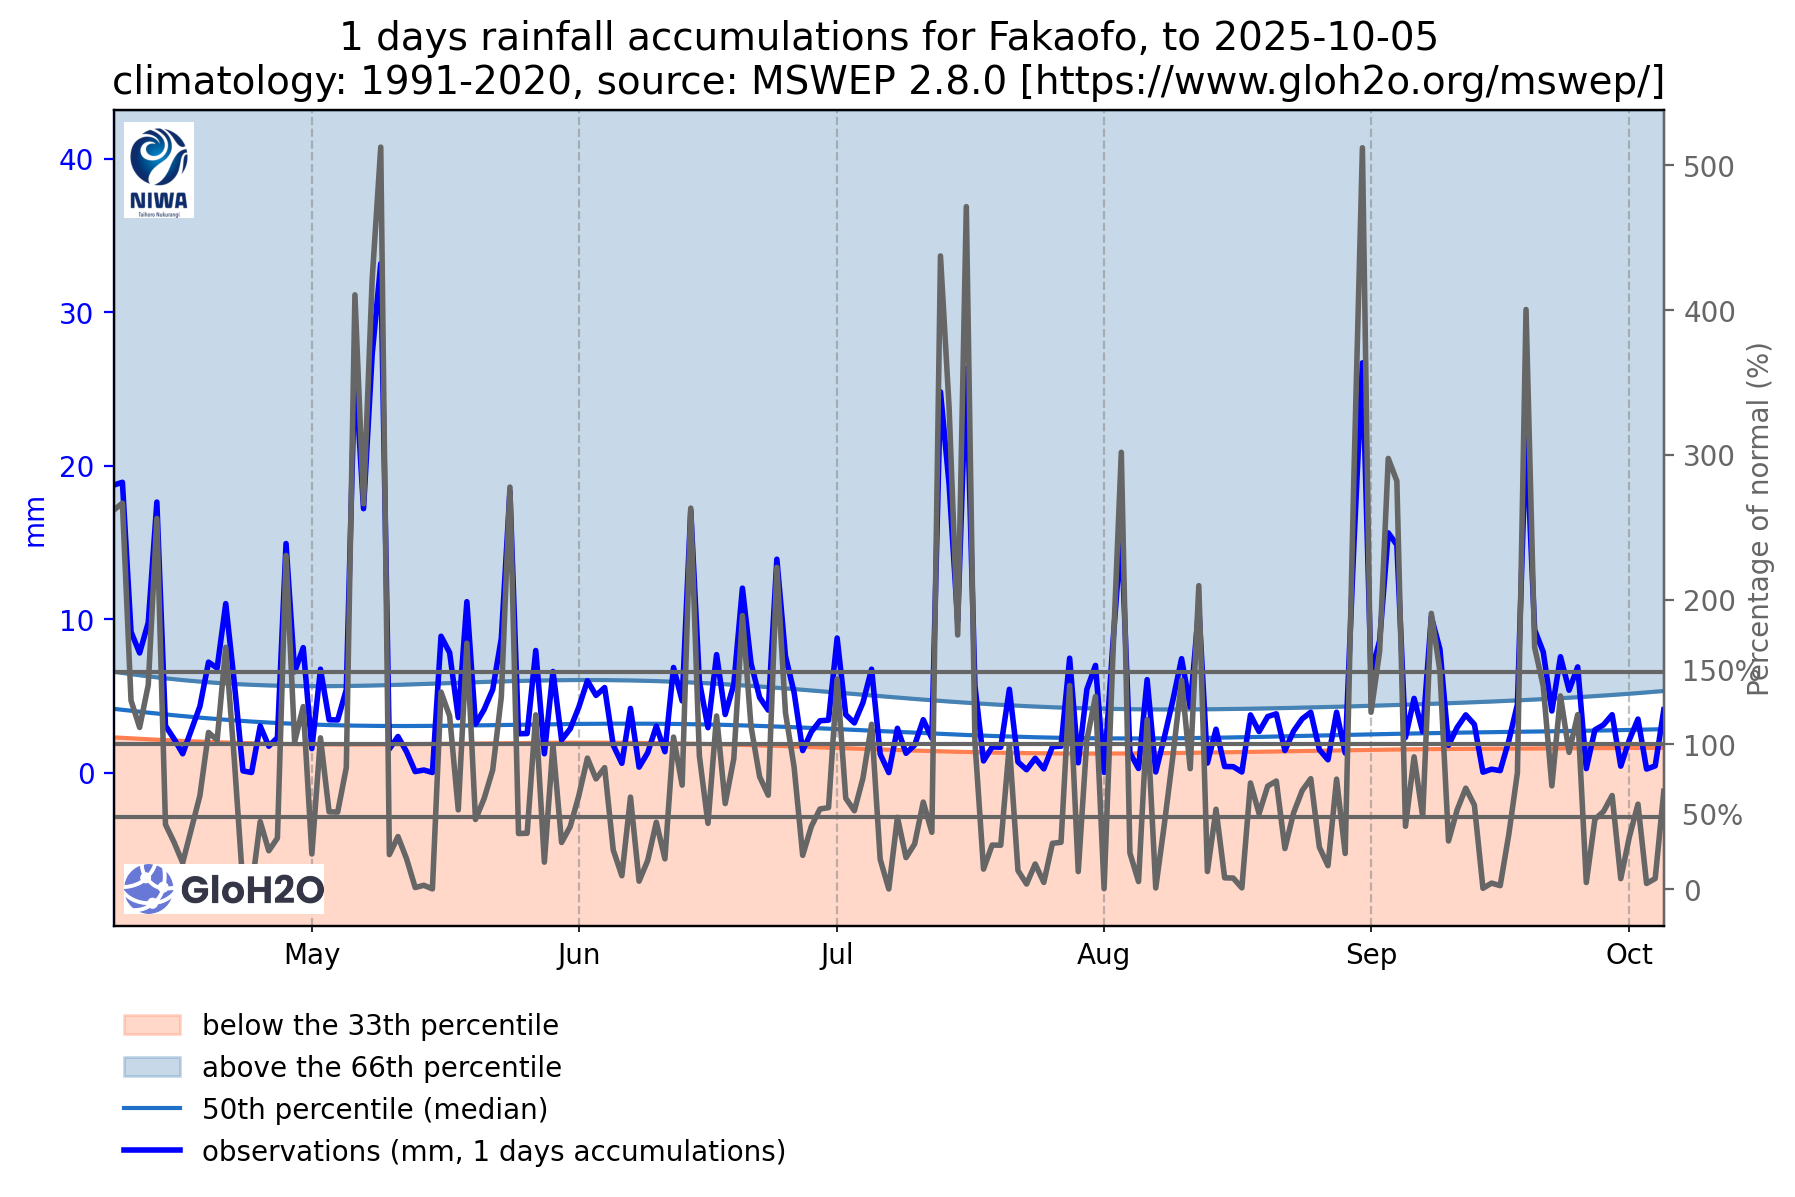 1 days rainfall accumulations for Fakaofo, to 2025-10-05
climatology: 1991-2020, source: MSWEP 2.8.0 [https://www.gloh2o.org/mswep/]
NIWA
Taihoro Nukurangi
40
30
20
10
0
mm
500
400
300
200
150%
100
50%
0
Percentage of normal (%)
GloH2O
May
Jun
Jul
Aug
Sep
Oct
below the 33th percentile
above the 66th percentile
50th percentile (median)
observations (mm, 1 days accumulations)